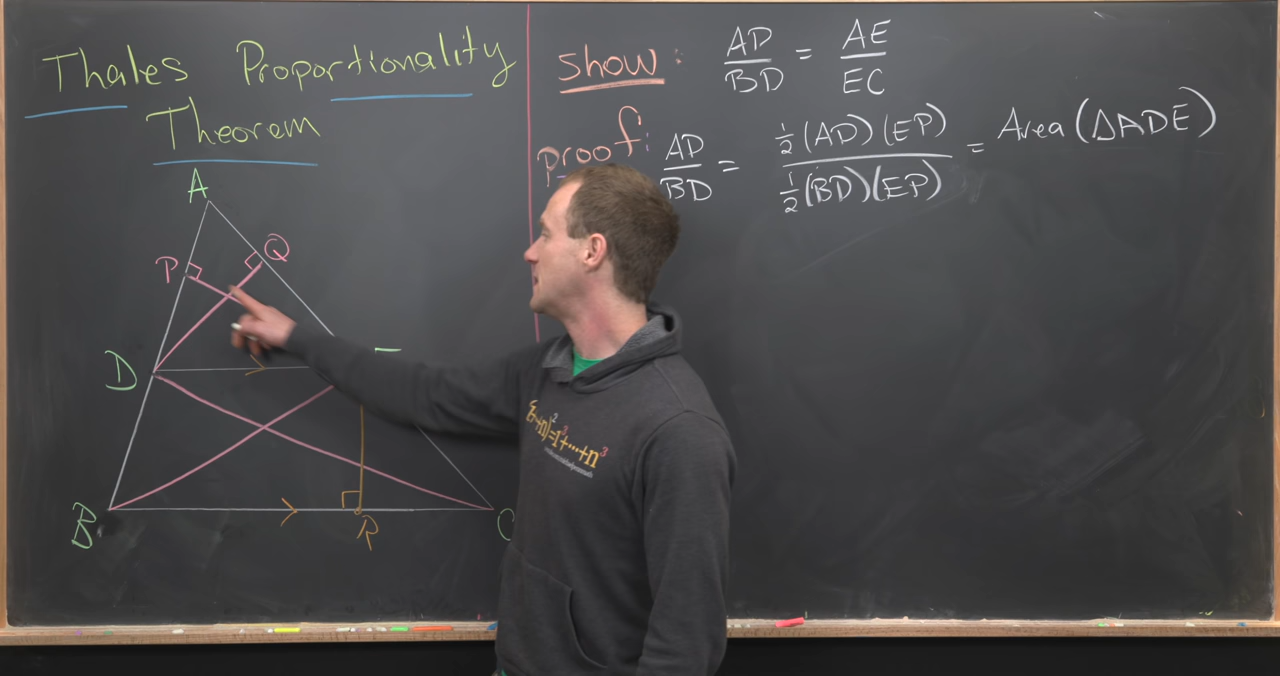 Thales Proportionality
Theorem
A
P
Q
D
B
R
C
show: AD/BD = AE/EC
proof: AD/BD = ½(AD)(EP) / ½(BD)(EP) = Area(ΔADE)